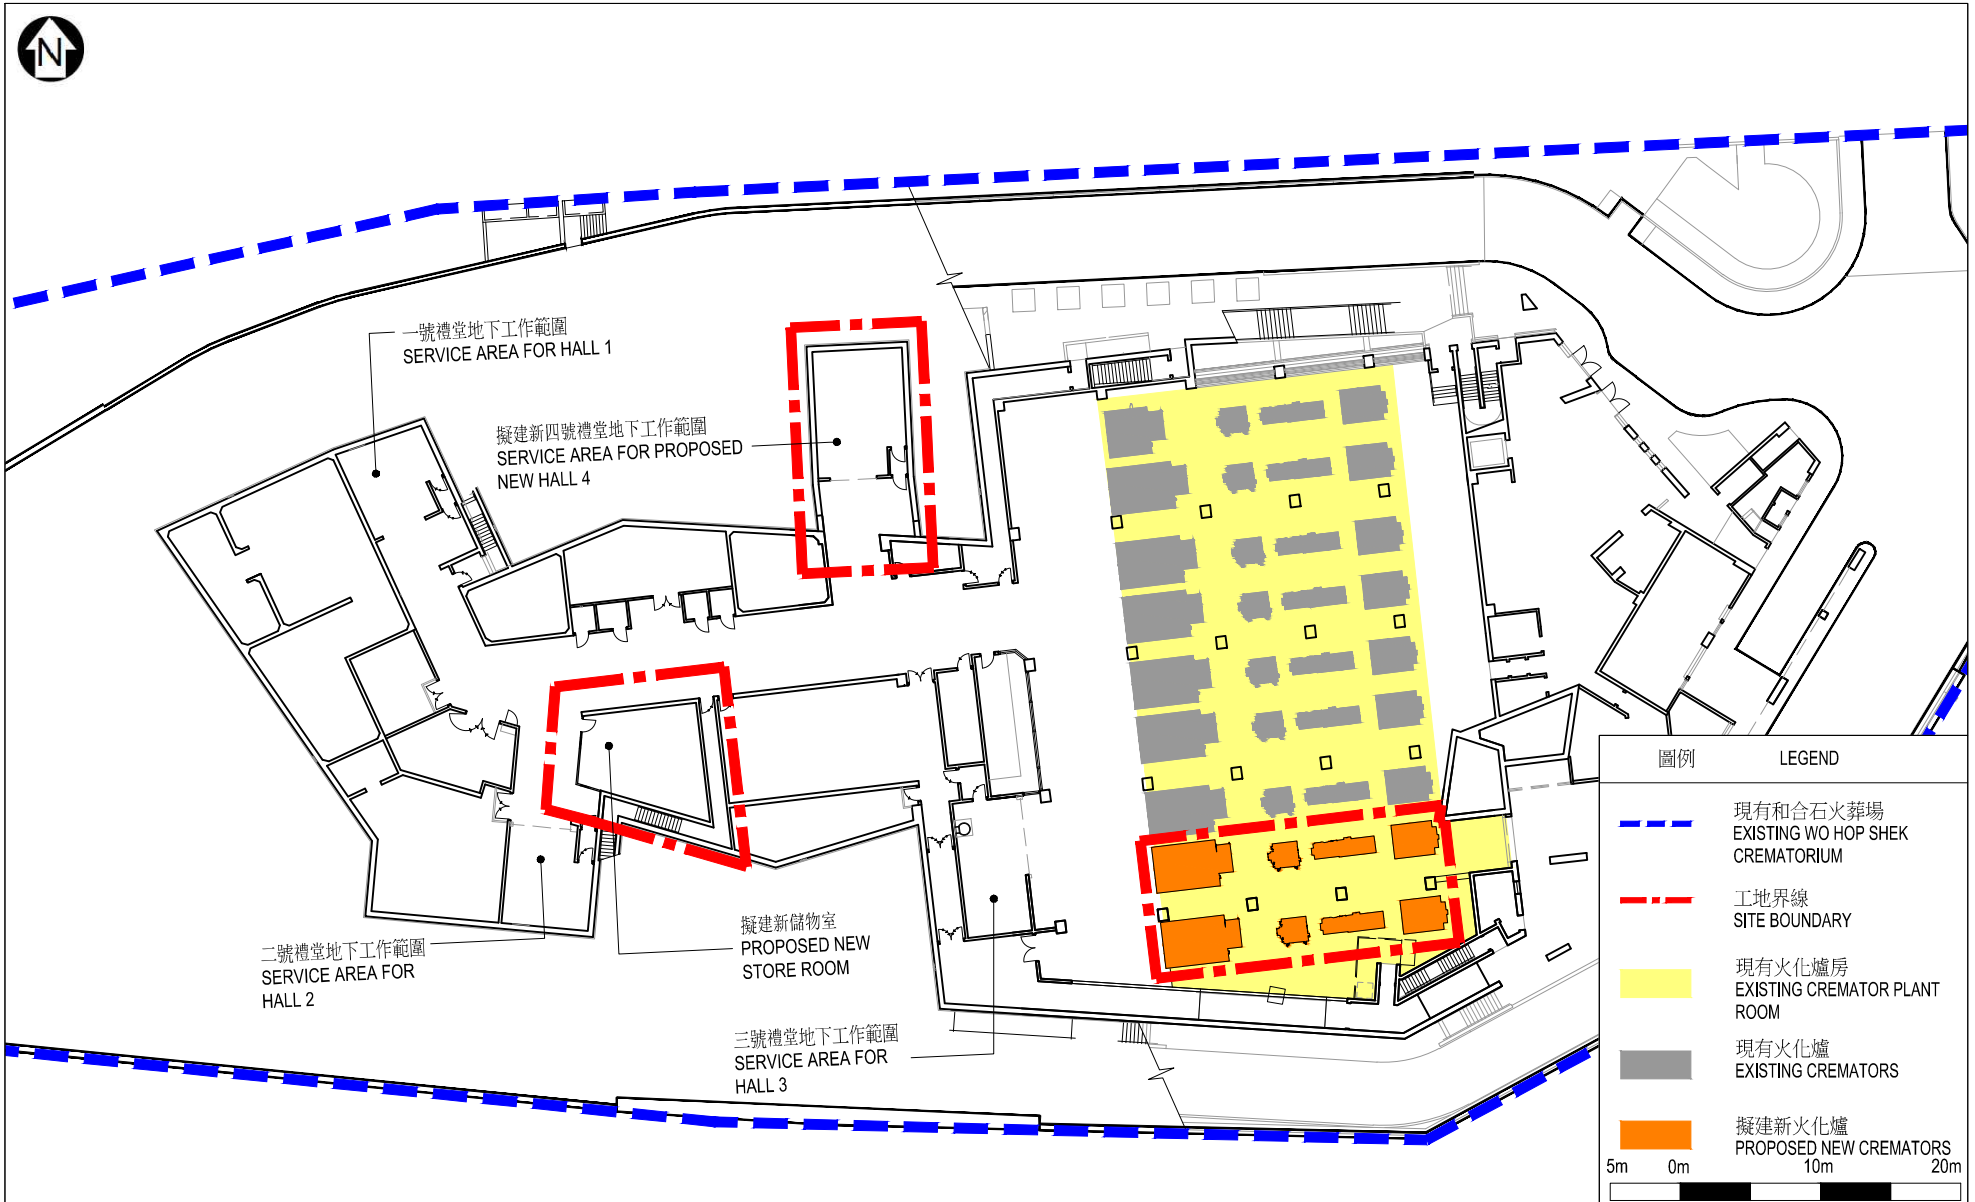 N
一號禮堂地下工作範圍
SERVICE AREA FOR HALL 1
擬建新四號禮堂地下工作範圍
SERVICE AREA FOR PROPOSED
NEW HALL 4
二號禮堂地下工作範圍
SERVICE AREA FOR
HALL 2
擬建新儲物室
PROPOSED NEW
STORE ROOM
三號禮堂地下工作範圍
SERVICE AREA FOR
HALL 3
圖例 LEGEND
現有和合石火葬場
EXISTING WO HOP SHEK
CREMATORIUM
工地界線
SITE BOUNDARY
現有火化爐房
EXISTING CREMATOR PLANT
ROOM
現有火化爐
EXISTING CREMATORS
擬建新火化爐
PROPOSED NEW CREMATORS
5m 0m 10m 20m